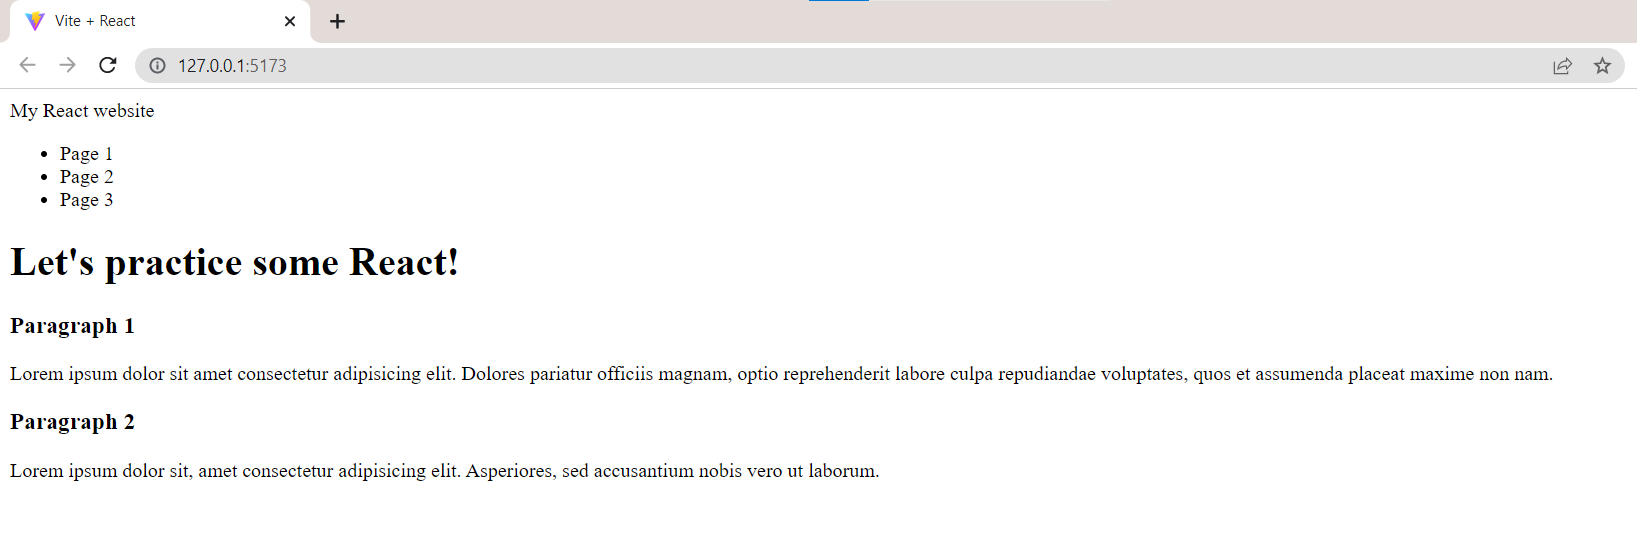 Vite + React
127.0.0.1:5173
My React website
Page 1
Page 2
Page 3
Let's practice some React!
Paragraph 1
Lorem ipsum dolor sit amet consectetur adipisicing elit. Dolores pariatur officiis magnam, optio reprehenderit labore culpa repudiandae voluptates, quos et assumenda placeat maxime non nam.
Paragraph 2
Lorem ipsum dolor sit, amet consectetur adipisicing elit. Asperiores, sed accusantium nobis vero ut laborum.